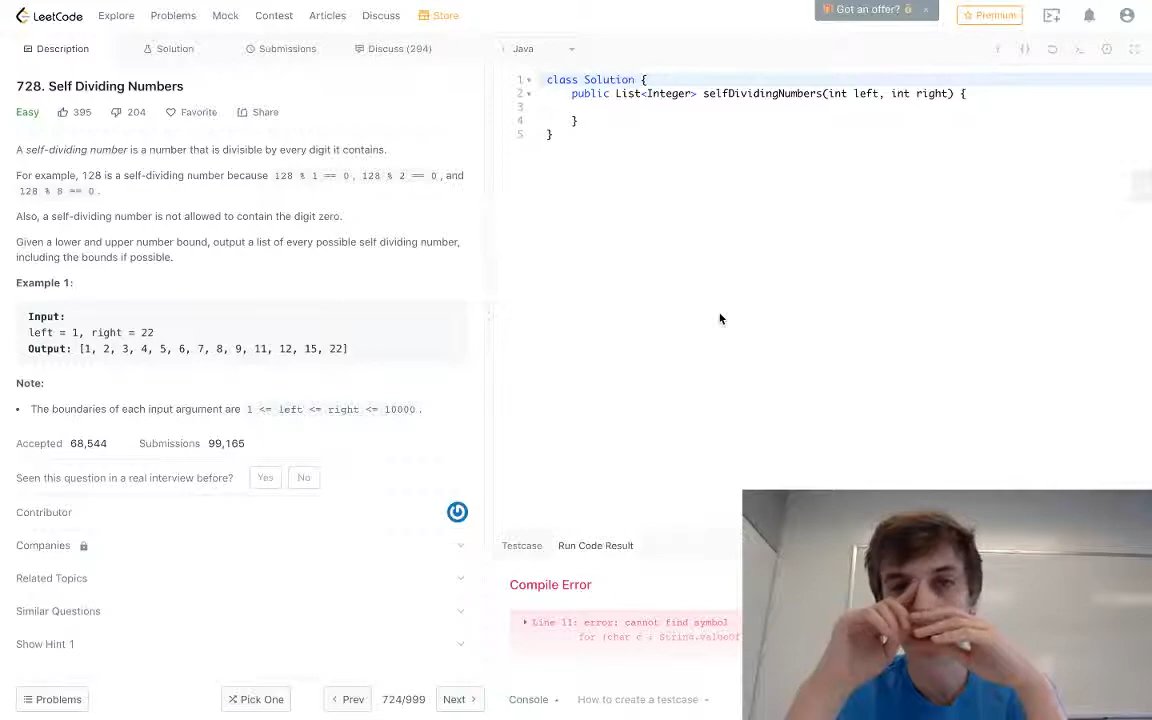 LeetCode Explore Problems Mock Contest Articles Discuss Store Got an offer? × Premium
Description Solution Submissions Discuss (294) Java
728. Self Dividing Numbers
Easy 395 204 Favorite Share
A self-dividing number is a number that is divisible by every digit it contains.
For example, 128 is a self-dividing number because 128 % 1 == 0, 128 % 2 == 0, and
128 % 8 == 0.
Also, a self-dividing number is not allowed to contain the digit zero.
Given a lower and upper number bound, output a list of every possible self dividing number,
including the bounds if possible.
Example 1:
Input:
left = 1, right = 22
Output: [1, 2, 3, 4, 5, 6, 7, 8, 9, 11, 12, 15, 22]
Note:
• The boundaries of each input argument are 1 <= left <= right <= 10000.
Accepted 68,544 Submissions 99,165
Seen this question in a real interview before? Yes No
Contributor
Companies
Related Topics
Similar Questions
Show Hint 1
Problems Pick One < Prev 724/999 Next >
1 class Solution {
2 public List<Integer> selfDividingNumbers(int left, int right) {
3
4 }
5 }
Testcase Run Code Result
Compile Error
Line 11: error: cannot find symbol
for (char c : String.valueOf
Console How to create a testcase